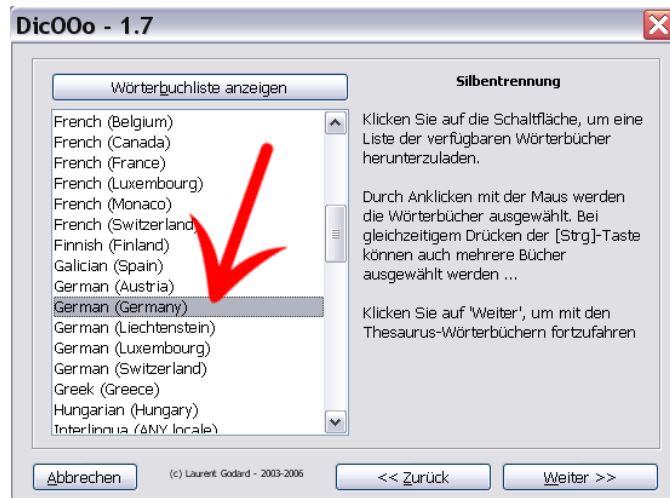 DicOOo - 1.7
Wörterbuchliste anzeigen
French (Belgium)
French (Canada)
French (France)
French (Luxembourg)
French (Monaco)
French (Switzerland)
Finnish (Finland)
Galician (Spain)
German (Austria)
German (Germany)
German (Liechtenstein)
German (Luxembourg)
German (Switzerland)
Greek (Greece)
Hungarian (Hungary)
Interlingua (ANY locale)
Silbentrennung
Klicken Sie auf die Schaltfläche, um eine
Liste der verfügbaren Wörterbücher
herunterzuladen.
Durch Anklicken mit der Maus werden
die Wörterbücher ausgewählt. Bei
gleichzeitigem Drücken der [Strg]-Taste
können auch mehrere Bücher
ausgewählt werden ...
Klicken Sie auf 'Weiter', um mit den
Thesaurus-Wörterbüchern fortzufahren
Abbrechen
(c) Laurent Godard - 2003-2006
<< Zurück
Weiter >>